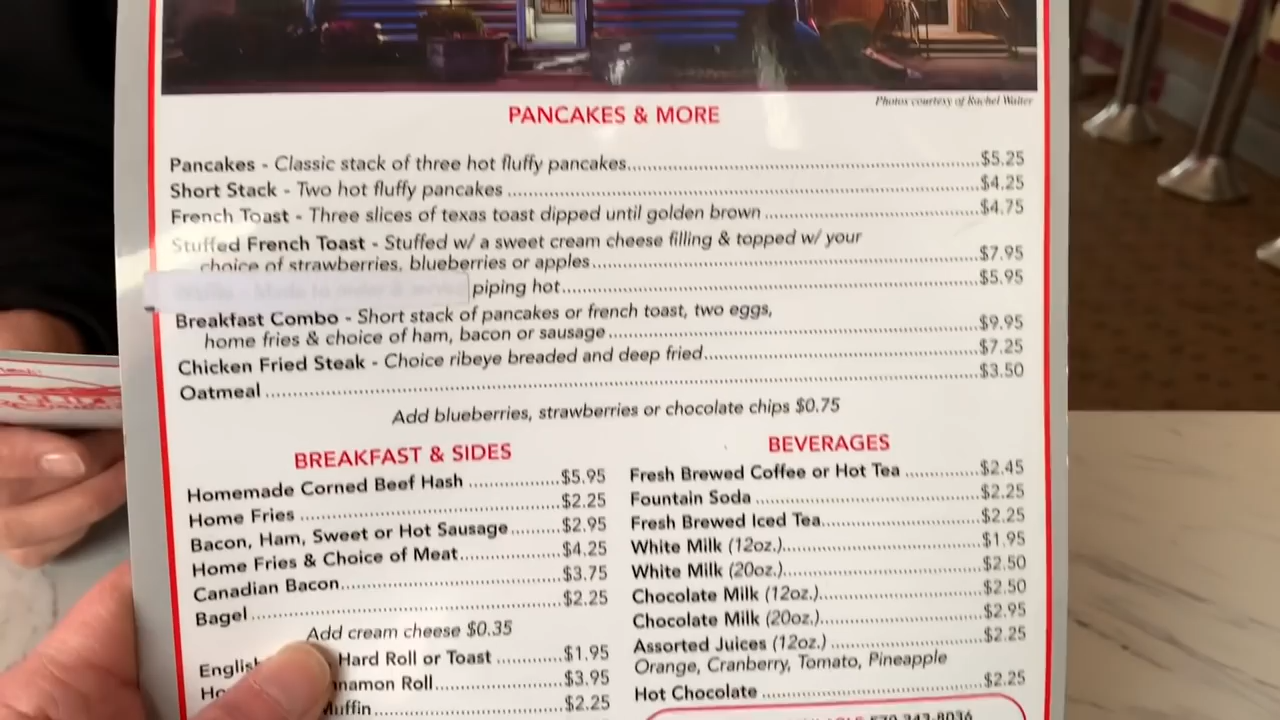 Photos courtesy of Rachel Walter
PANCAKES & MORE
Pancakes - Classic stack of three hot fluffy pancakes......$5.25
Short Stack - Two hot fluffy pancakes......$4.25
French Toast - Three slices of texas toast dipped until golden brown......$4.75
Stuffed French Toast - Stuffed w/ a sweet cream cheese filling & topped w/ your
choice of strawberries, blueberries or apples......$7.95
piping hot......$5.95
Breakfast Combo - Short stack of pancakes or french toast, two eggs,
home fries & choice of ham, bacon or sausage......$9.95
Chicken Fried Steak - Choice ribeye breaded and deep fried......$7.25
Oatmeal......$3.50
Add blueberries, strawberries or chocolate chips $0.75
BREAKFAST & SIDES
Homemade Corned Beef Hash......$5.95
Home Fries......$2.25
Bacon, Ham, Sweet or Hot Sausage......$2.95
Home Fries & Choice of Meat......$4.25
Canadian Bacon......$3.75
Bagel......$2.25
Add cream cheese $0.35
Hard Roll or Toast......$1.95
Roll......$3.95
Muffin......$2.25
BEVERAGES
Fresh Brewed Coffee or Hot Tea......$2.45
Fountain Soda......$2.25
Fresh Brewed Iced Tea......$2.25
White Milk (12oz.)......$1.95
White Milk (20oz.)......$2.50
Chocolate Milk (12oz.)......$2.50
Chocolate Milk (20oz.)......$2.95
Assorted Juices (12oz.)......$2.25
Orange, Cranberry, Tomato, Pineapple
Hot Chocolate......$2.25